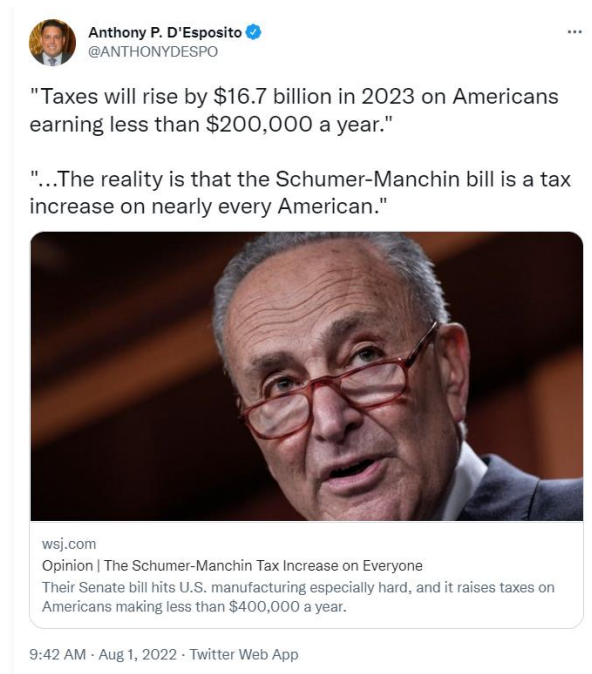 Anthony P. D'Esposito
@ANTHONYDESPO
"Taxes will rise by $16.7 billion in 2023 on Americans
earning less than $200,000 a year."
"...The reality is that the Schumer-Manchin bill is a tax
increase on nearly every American."
wsj.com
Opinion | The Schumer-Manchin Tax Increase on Everyone
Their Senate bill hits U.S. manufacturing especially hard, and it raises taxes on
Americans making less than $400,000 a year.
9:42 AM · Aug 1, 2022 · Twitter Web App